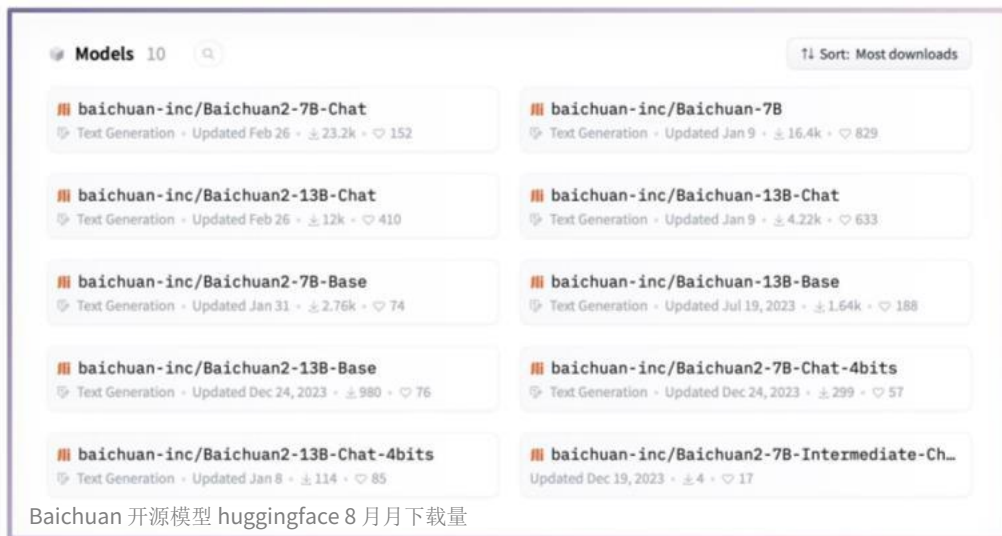 Models 10
Sort: Most downloads
baichuan-inc/Baichuan2-7B-Chat
Text Generation • Updated Feb 26 • 23.2k • 152
baichuan-inc/Baichuan-7B
Text Generation • Updated Jan 9 • 16.4k • 829
baichuan-inc/Baichuan2-13B-Chat
Text Generation • Updated Feb 26 • 12k • 410
baichuan-inc/Baichuan-13B-Chat
Text Generation • Updated Jan 9 • 4.22k • 633
baichuan-inc/Baichuan2-7B-Base
Text Generation • Updated Jan 31 • 2.76k • 74
baichuan-inc/Baichuan-13B-Base
Text Generation • Updated Jul 19, 2023 • 1.64k • 188
baichuan-inc/Baichuan2-13B-Base
Text Generation • Updated Dec 24, 2023 • 980 • 76
baichuan-inc/Baichuan2-7B-Chat-4bits
Text Generation • Updated Dec 24, 2023 • 299 • 57
baichuan-inc/Baichuan2-13B-Chat-4bits
Text Generation • Updated Jan 8 • 114 • 85
baichuan-inc/Baichuan2-7B-Intermediate-Ch…
Updated Dec 19, 2023 • 4 • 17
Baichuan 开源模型 huggingface 8 月月下载量